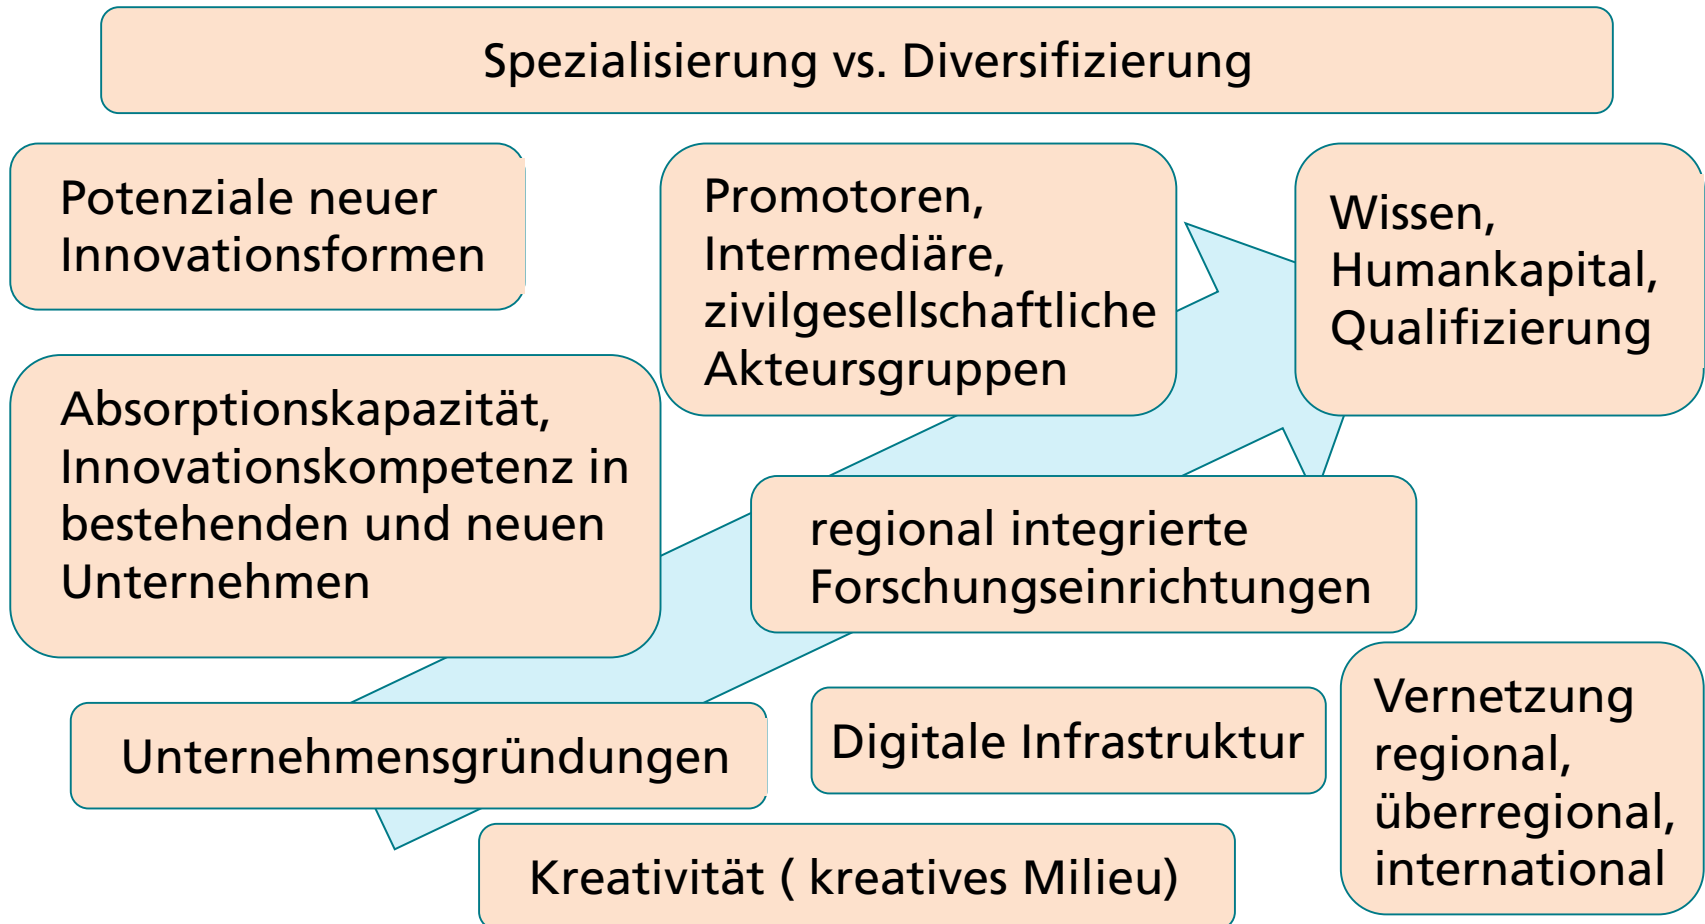 Spezialisierung vs. Diversifizierung
Potenziale neuer
Innovationsformen
Promotoren,
Intermediäre,
zivilgesellschaftliche
Akteursgruppen
Wissen,
Humankapital,
Qualifizierung
Absorptionskapazität,
Innovationskompetenz in
bestehenden und neuen
Unternehmen
regional integrierte
Forschungseinrichtungen
Unternehmensgründungen
Digitale Infrastruktur
Vernetzung
regional,
überregional,
international
Kreativität ( kreatives Milieu)